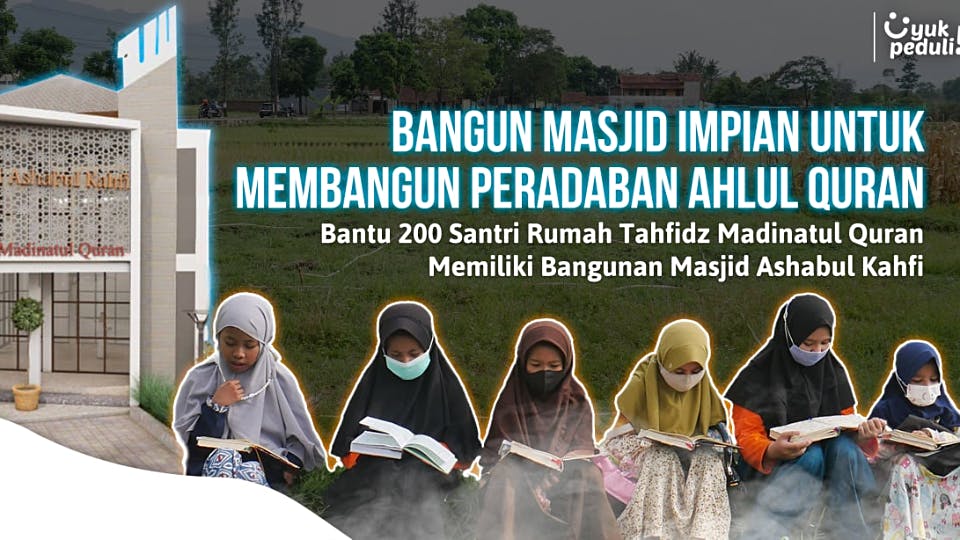 yuk
peduli
BANGUN MASJID IMPIAN UNTUK
MEMBANGUN PERADABAN AHLUL QURAN
Bantu 200 Santri Rumah Tahfidz Madinatul Quran
Memiliki Bangunan Masjid Ashabul Kahfi
Ashabul Kahfi
Madinatul Quran